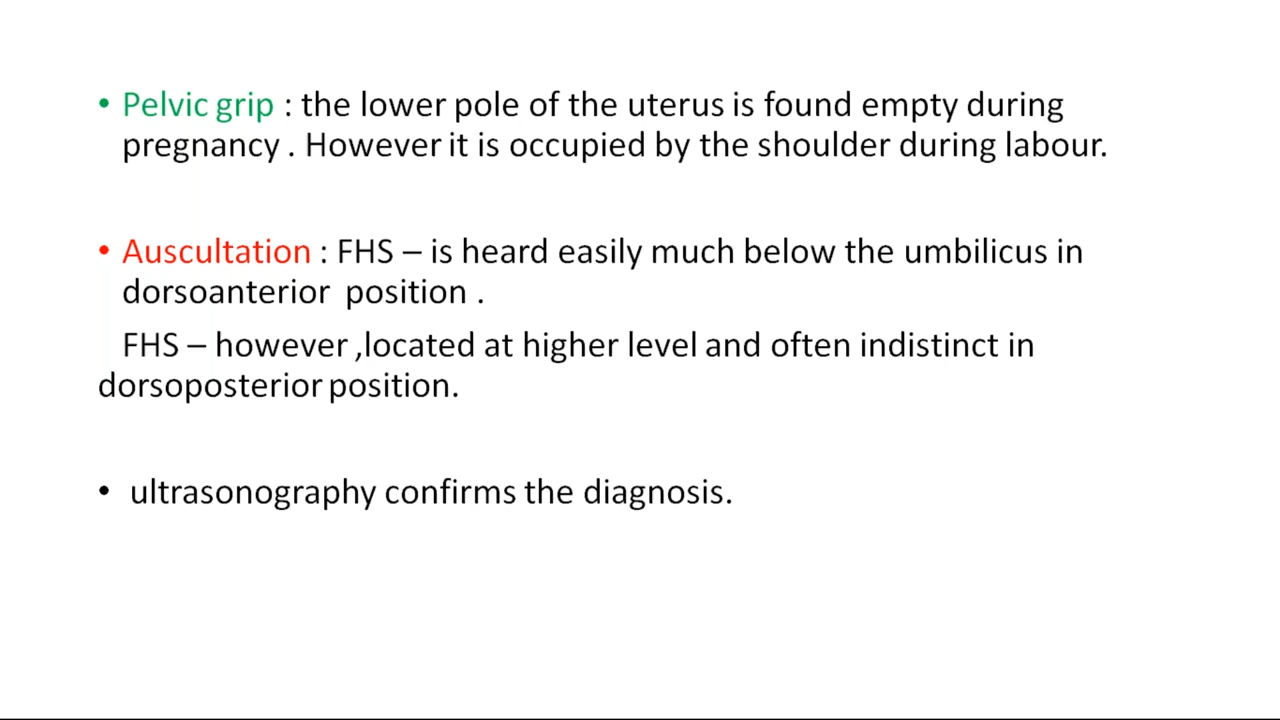 • Pelvic grip : the lower pole of the uterus is found empty during
pregnancy . However it is occupied by the shoulder during labour.
• Auscultation : FHS – is heard easily much below the umbilicus in
dorsoanterior position .
FHS – however ,located at higher level and often indistinct in
dorsoposterior position.
• ultrasonography confirms the diagnosis.